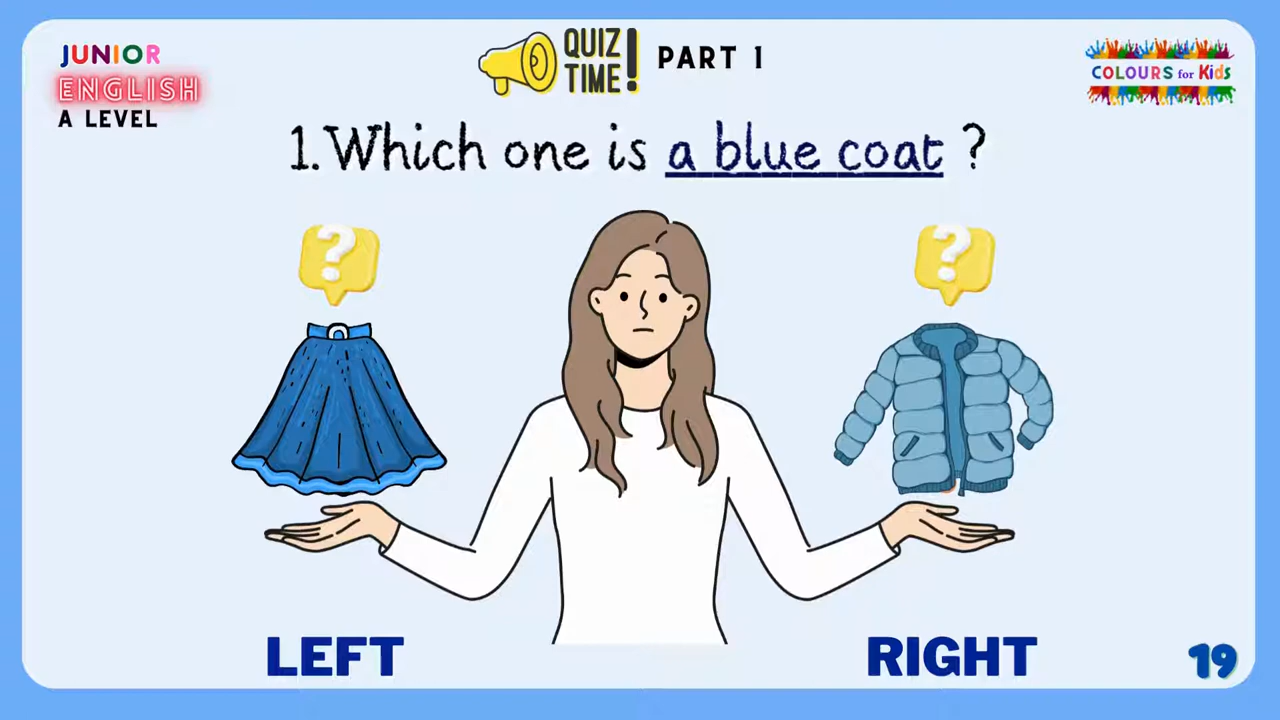 JUNIOR
ENGLISH
A LEVEL
QUIZ
TIME!
PART 1
COLOURS for Kids
1. Which one is a blue coat ?
?
?
LEFT
RIGHT
19